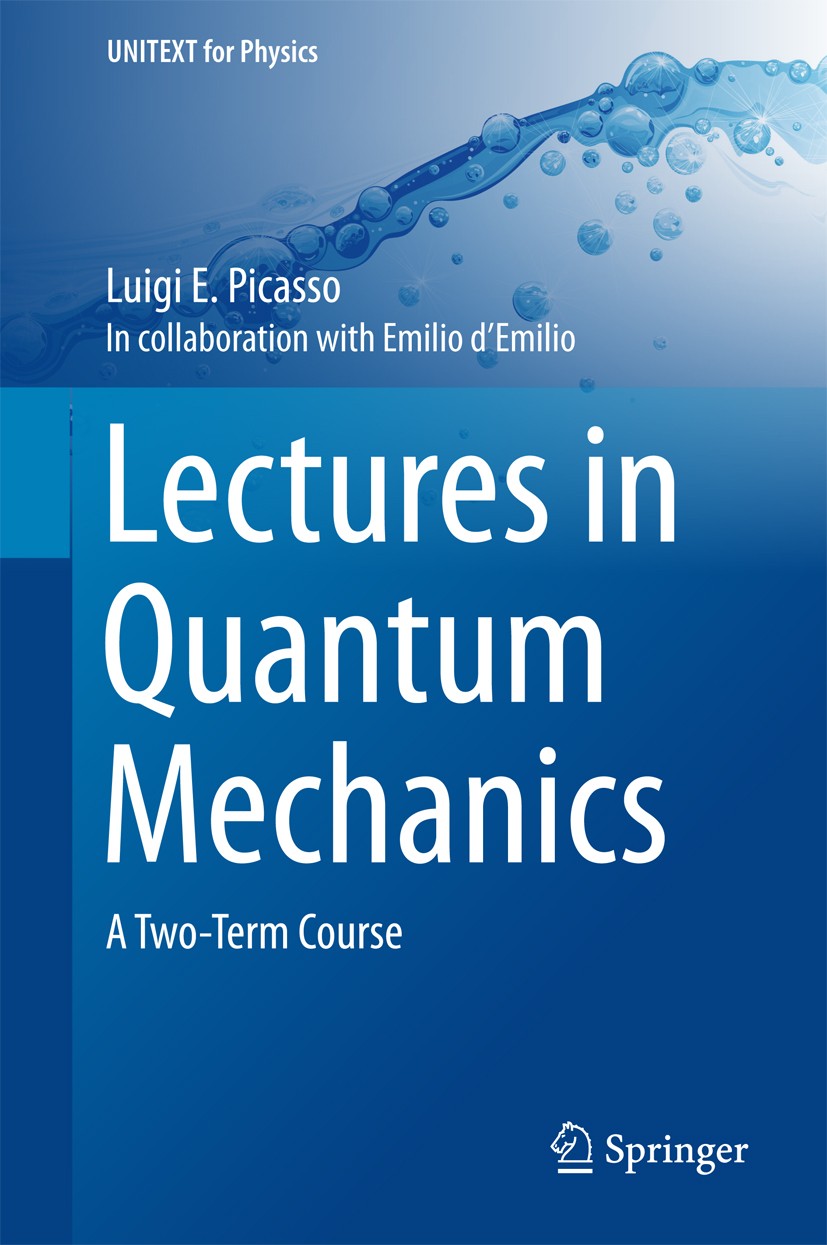 UNITEXT for Physics
Luigi E. Picasso
In collaboration with Emilio d’Emilio
Lectures in
Quantum
Mechanics
A Two-Term Course
Springer